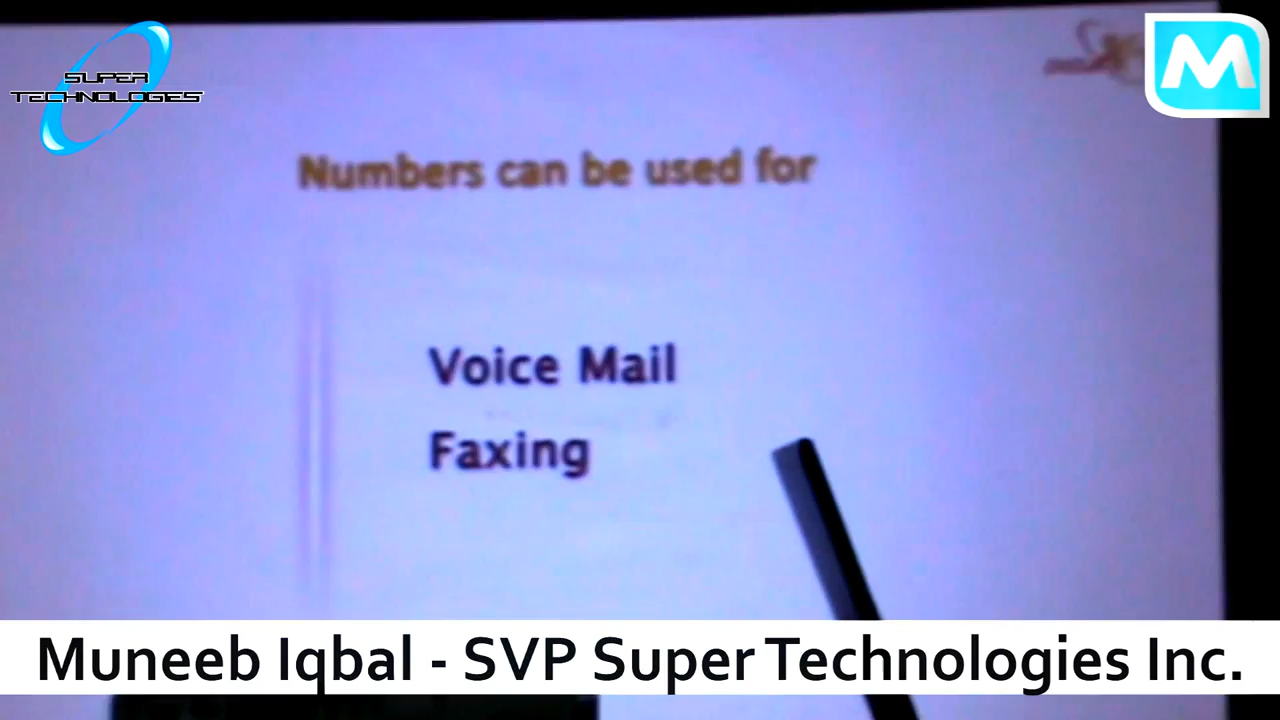 SUPER
TECHNOLOGIES
M
Numbers can be used for
Voice Mail
Faxing
Muneeb Iqbal - SVP Super Technologies Inc.